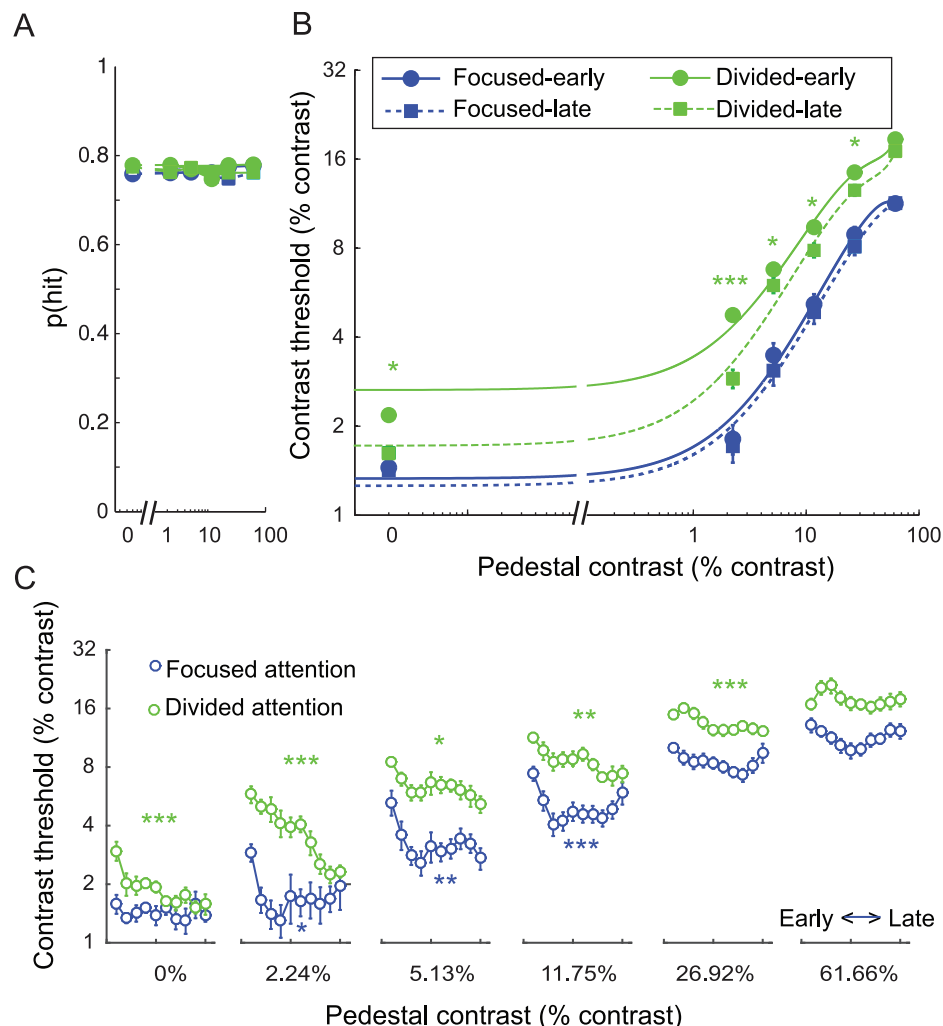 A
B
p(hit)
1
0.8
0.6
0.4
0.2
0
0 1 10 100
Contrast threshold (% contrast)
32
16
8
4
2
1
Focused-early
Divided-early
Focused-late
Divided-late
*
*
*
***
*
0 1 10 100
Pedestal contrast (% contrast)
C
Contrast threshold (% contrast)
32
16
8
4
2
1
Focused attention
Divided attention
***
***
*
**
***
*
**
***
Early Late
0% 2.24% 5.13% 11.75% 26.92% 61.66%
Pedestal contrast (% contrast)